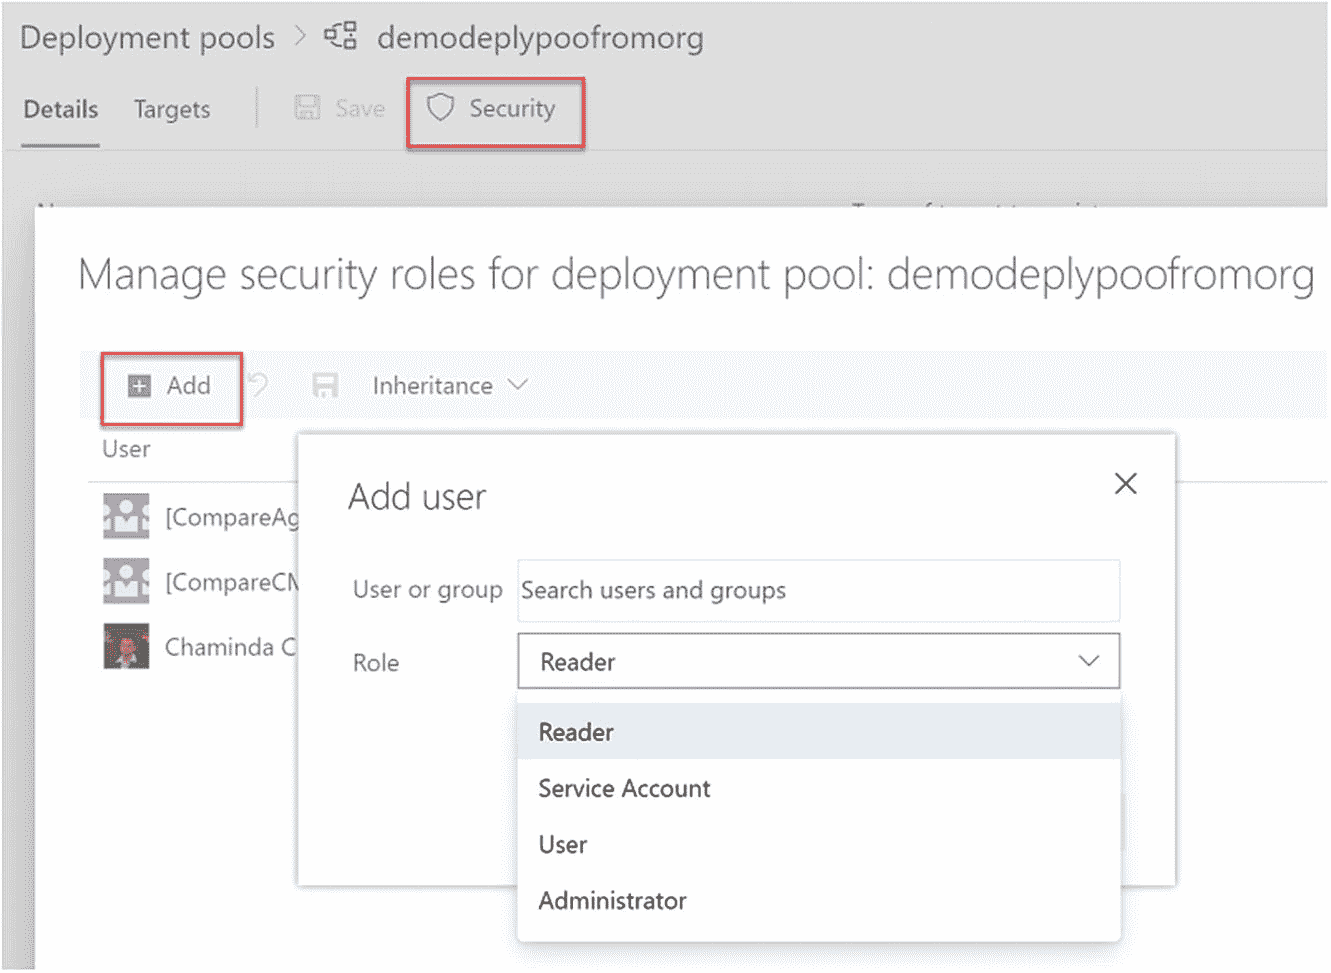 Deployment pools > demodeplypoofromorg
Details Targets Save Security
Manage security roles for deployment pool: demodeplypoofromorg
Add Inheritance
User
Add user
[CompareAg
User or group Search users and groups
[CompareCM
Chaminda C
Role Reader
Reader
Service Account
User
Administrator